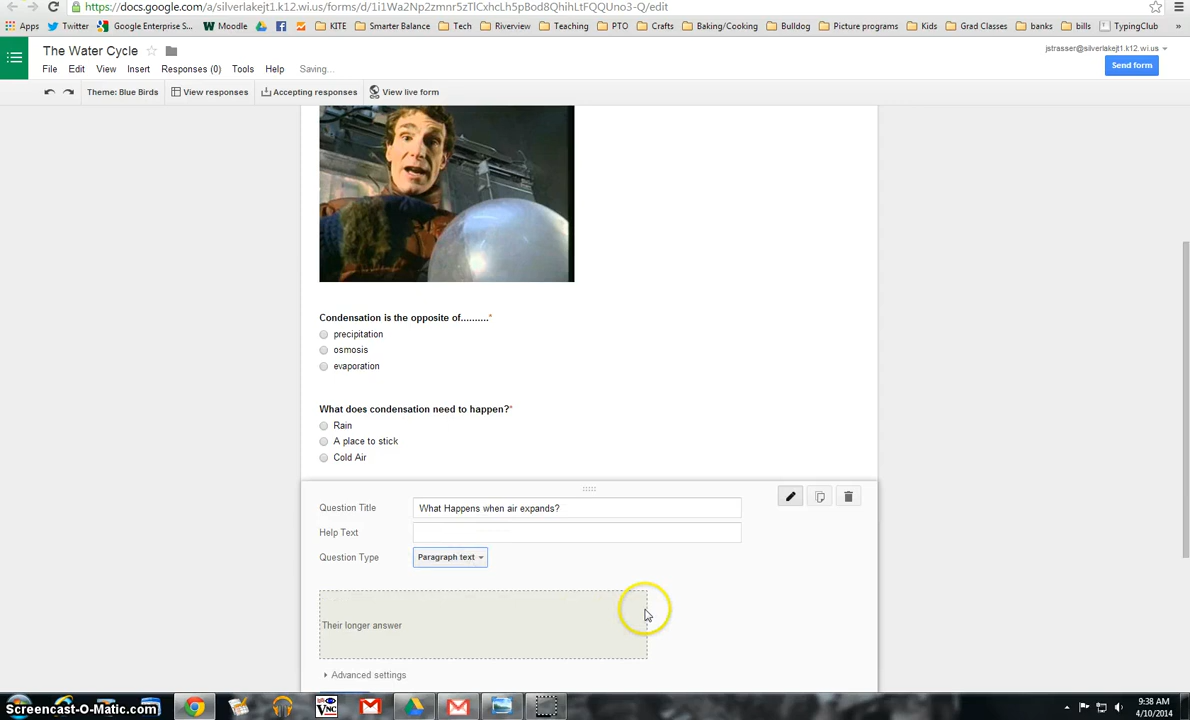 https://docs.google.com/a/silverlakejt1.k12.wi.us/forms/d/1i1Wa2Np2zmnr5zTlCxhcLh5pBod8QhihLtFQQUno3-Q/edit
Apps Twitter Google Enterprise S... Moodle KITE Smarter Balance Tech Riverview Teaching PTO Crafts Baking/Cooking Bulldog Picture programs Kids Grad Classes banks bills TypingClub »
The Water Cycle
jstrasser@silverlakejt1.k12.wi.us
File Edit View Insert Responses (0) Tools Help Saving...
Send form
Theme: Blue Birds View responses Accepting responses View live form
Condensation is the opposite of..........*
precipitation
osmosis
evaporation
What does condensation need to happen?*
Rain
A place to stick
Cold Air
Question Title What Happens when air expands?
Help Text
Question Type Paragraph text
Their longer answer
Advanced settings
Screencast-O-Matic.com
VNC
9:38 AM
4/10/2014